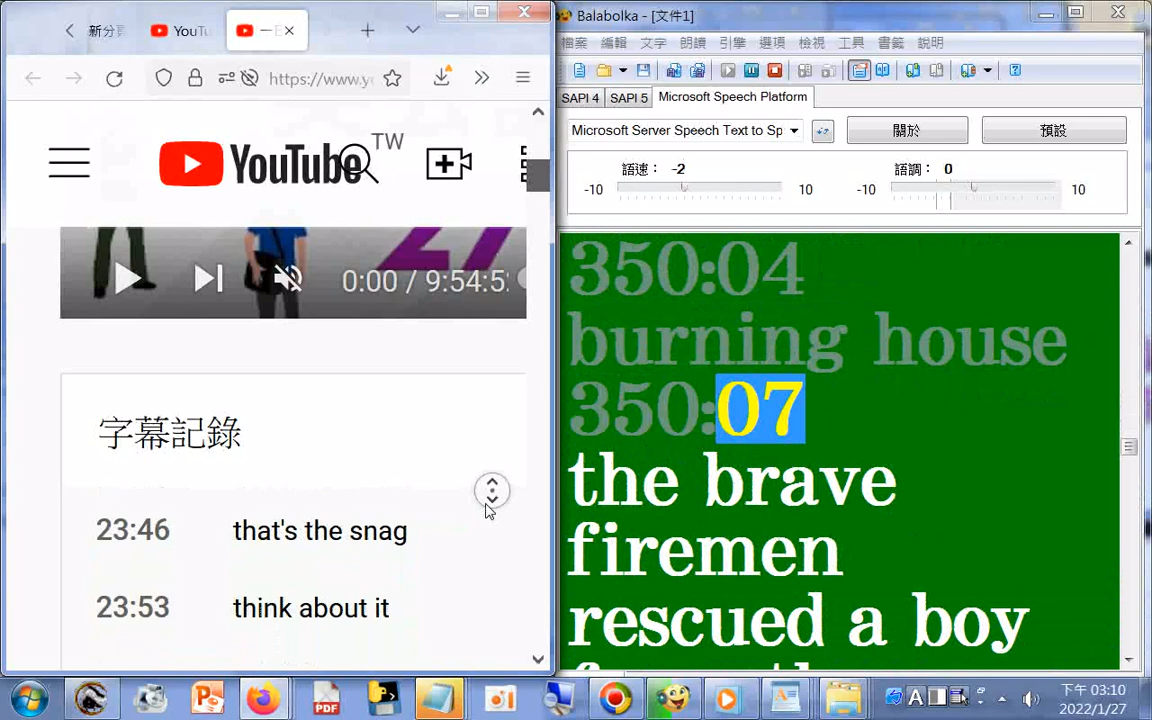 新分
YouTu
一 E
https://www.y
YouTube
TW
27
0:00 / 9:54:5
字幕記錄
23:46
that's the snag
23:53
think about it
Balabolka - [文件1]
檔案 編輯 文字 朗讀 引擎 選項 檢視 工具 書籤 說明
SAPI 4 SAPI 5 Microsoft Speech Platform
Microsoft Server Speech Text to Sp
關於
預設
語速： -2
-10 10
語調： 0
-10 10
350:04
burning house
350:07
the brave
firemen
rescued a boy
PDF
A
下午 03:10
2022/1/27